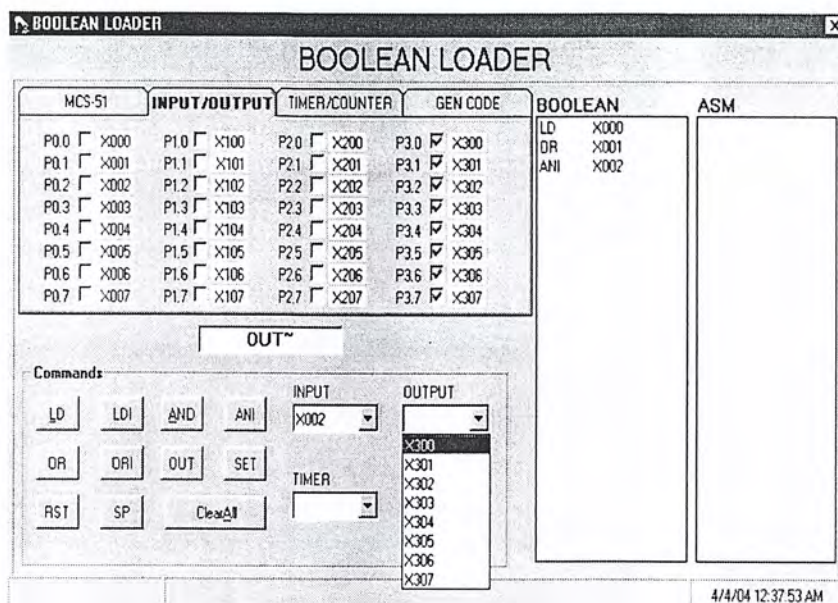 BOOLEAN LOADER
BOOLEAN LOADER
MCS-51 INPUT/OUTPUT TIMER/COUNTER GEN CODE
P0.0 X000 P1.0 X100 P2.0 X200 P3.0 X300
P0.1 X001 P1.1 X101 P2.1 X201 P3.1 X301
P0.2 X002 P1.2 X102 P2.2 X202 P3.2 X302
P0.3 X003 P1.3 X103 P2.3 X203 P3.3 X303
P0.4 X004 P1.4 X104 P2.4 X204 P3.4 X304
P0.5 X005 P1.5 X105 P2.5 X205 P3.5 X305
P0.6 X006 P1.6 X106 P2.6 X206 P3.6 X306
P0.7 X007 P1.7 X107 P2.7 X207 P3.7 X307
BOOLEAN
LD X000
OR X001
ANI X002
ASM
OUT~
Commands
LD LDI AND ANI
OR ORI OUT SET
RST SP ClearAll
INPUT
X002
TIMER
OUTPUT
X300
X301
X302
X303
X304
X305
X306
X307
4/4/04 12:37:53 AM